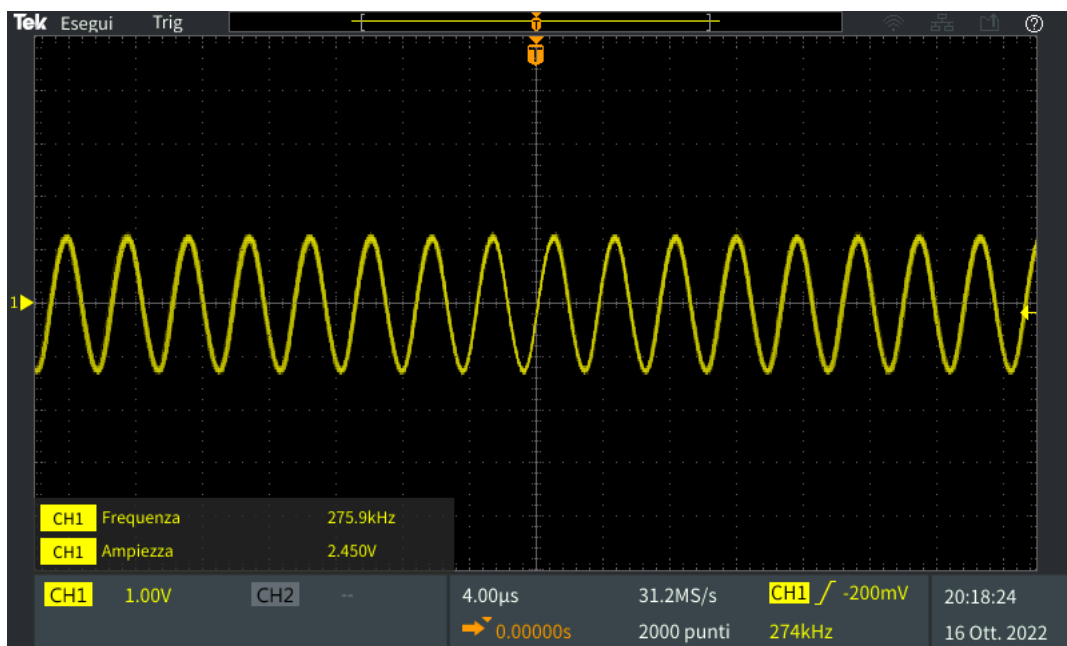 Tek Esegui Trig
T
T
1
CH1 Frequenza 275.9kHz
CH1 Ampiezza 2.450V
CH1 1.00V CH2 -- 4.00µs 31.2MS/s CH1 -200mV 20:18:24
0.00000s 2000 punti 274kHz 16 Ott. 2022